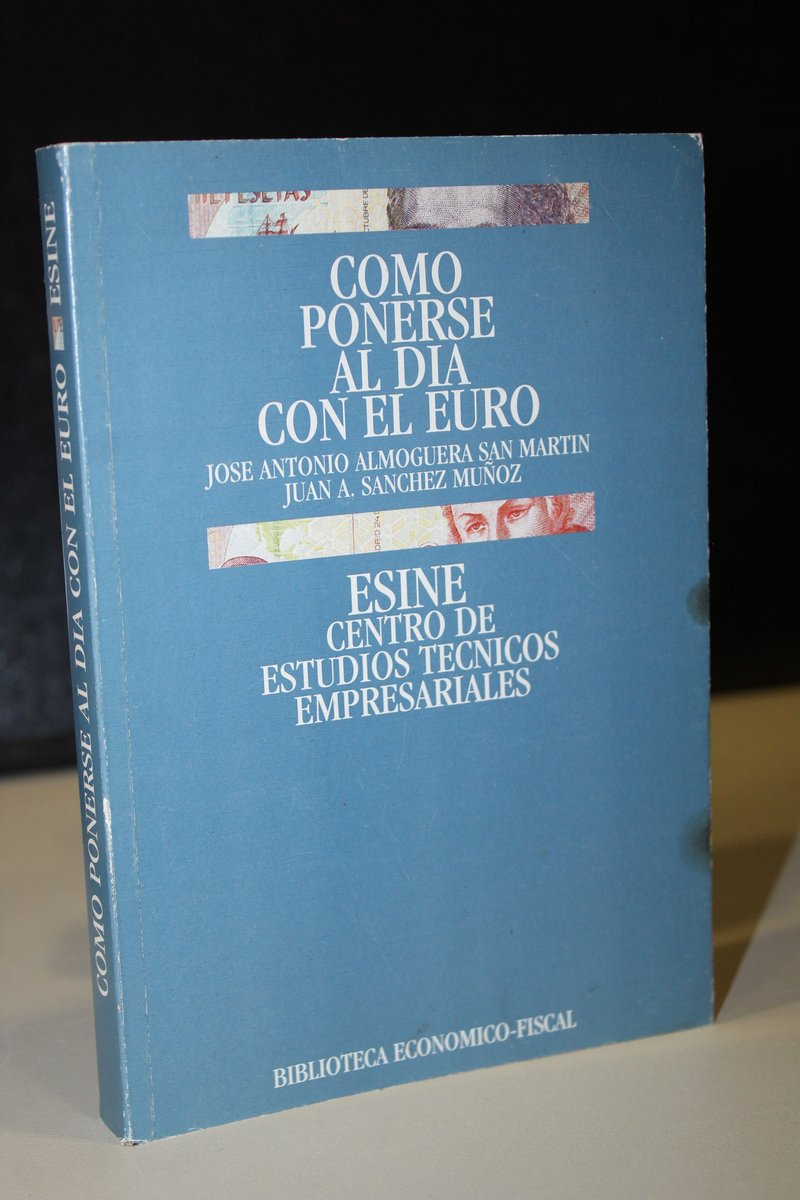 COMO PONERSE AL DIA CON EL EURO ESINE
PESETAS
COMO
PONERSE
AL DIA
CON EL EURO
JOSE ANTONIO ALMOGUERA SAN MARTIN
JUAN A. SANCHEZ MUÑOZ
ESINE
CENTRO DE
ESTUDIOS TECNICOS
EMPRESARIALES
BIBLIOTECA ECONOMICO-FISCAL